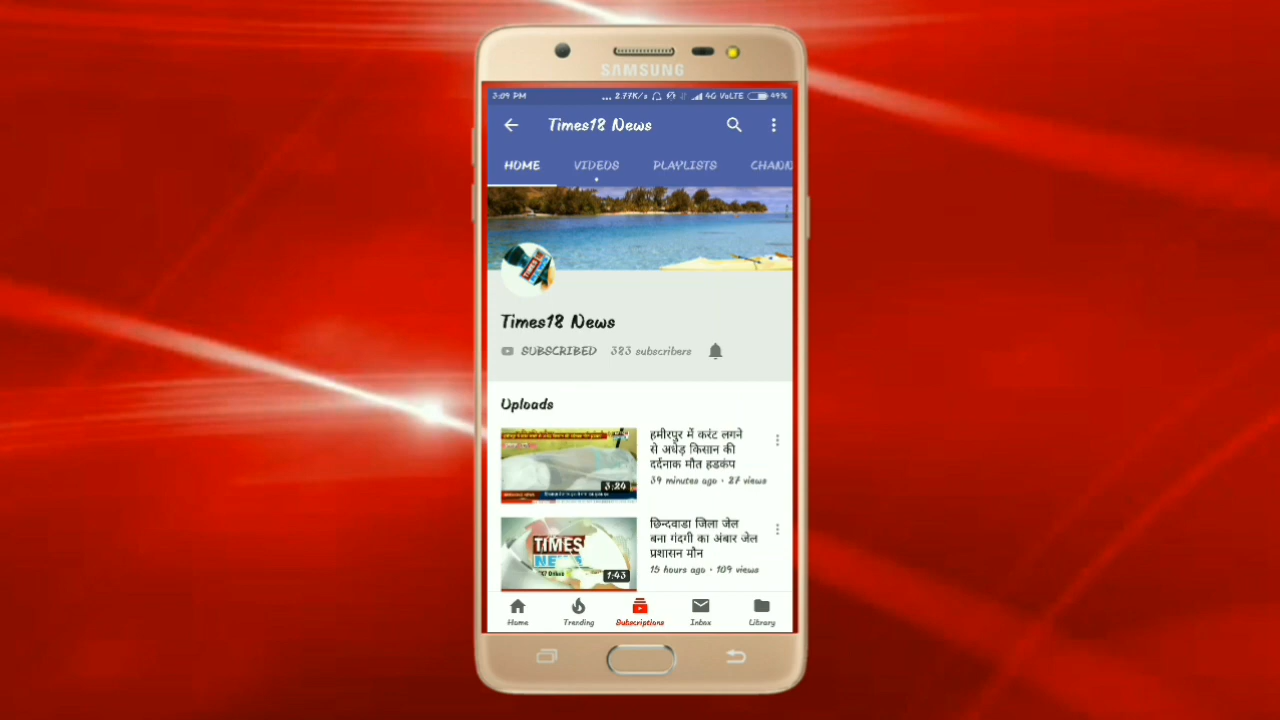 SAMSUNG
3:09 PM ... 2.77K/s 4G VoLTE 49%
Times18 News
HOME VIDEOS PLAYLISTS CHANN
Times18 News
SUBSCRIBED 383 subscribers
Uploads
हमीरपुर में करंट लगने
से अधेड़ किसान की
दर्दनाक मौत हडकंप
39 minutes ago • 27 views
3:24
छिन्दवाडा जिला जेल
बना गंदगी का अंबार जेल
प्रशासन मौन
15 hours ago • 109 views
TIMES
1:43
Home Trending Subscriptions Inbox Library